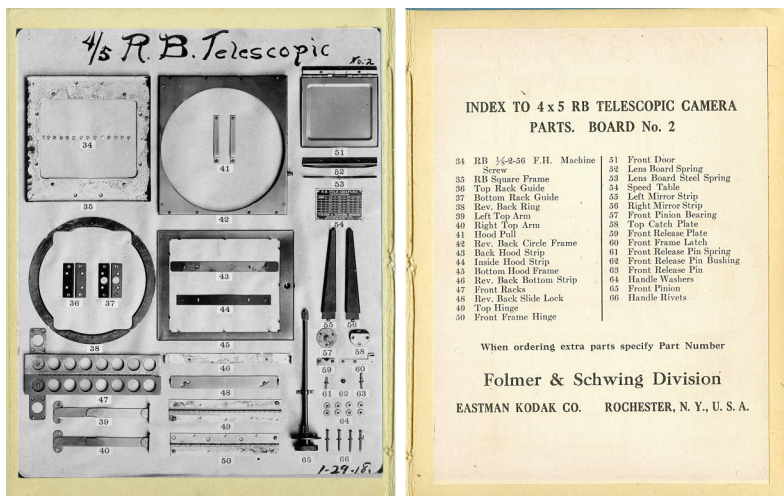 4/5 R.B. Telescopic
No. 2
34
35
41
42
51
52
53
54
36
37
38
43
44
45
55
56
57
58
59
60
46
47
48
61
62
63
39
49
64
40
50
65
66
1-29-18.
INDEX TO 4 x 5 RB TELESCOPIC CAMERA
PARTS. BOARD No. 2
34 RB ½-2-56 F.H. Machine
Screw
35 RB Square Frame
36 Top Rack Guide
37 Bottom Rack Guide
38 Rev. Back Ring
39 Left Top Arm
40 Right Top Arm
41 Hood Pull
42 Rev. Back Circle Frame
43 Back Hood Strip
44 Inside Hood Strip
45 Bottom Hood Frame
46 Rev. Back Bottom Strip
47 Front Racks
48 Rev. Back Slide Lock
49 Top Hinge
50 Front Frame Hinge
51 Front Door
52 Lens Board Spring
53 Lens Board Steel Spring
54 Speed Table
55 Left Mirror Strip
56 Right Mirror Strip
57 Front Pinion Bearing
58 Top Catch Plate
59 Front Release Plate
60 Front Frame Latch
61 Front Release Pin Spring
62 Front Release Pin Bushing
63 Front Release Pin
64 Handle Washers
65 Front Pinion
66 Handle Rivets
When ordering extra parts specify Part Number
Folmer & Schwing Division
EASTMAN KODAK CO. ROCHESTER, N. Y., U. S. A.